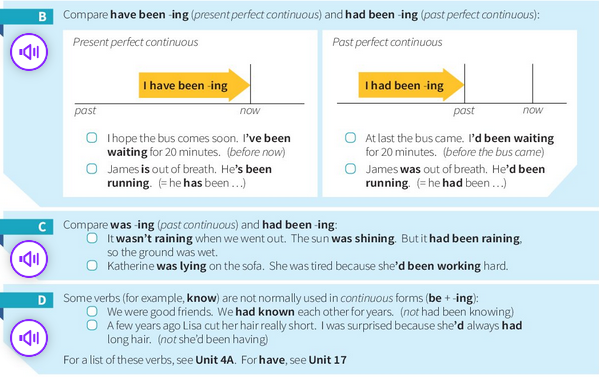 B
Compare have been -ing (present perfect continuous) and had been -ing (past perfect continuous):
Present perfect continuous
I have been -ing
past
now
I hope the bus comes soon. I've been
waiting for 20 minutes. (before now)
James is out of breath. He's been
running. (= he has been …)
Past perfect continuous
I had been -ing
past
now
At last the bus came. I'd been waiting
for 20 minutes. (before the bus came)
James was out of breath. He'd been
running. (= he had been …)
C
Compare was -ing (past continuous) and had been -ing:
It wasn't raining when we went out. The sun was shining. But it had been raining,
so the ground was wet.
Katherine was lying on the sofa. She was tired because she'd been working hard.
D
Some verbs (for example, know) are not normally used in continuous forms (be + -ing):
We were good friends. We had known each other for years. (not had been knowing)
A few years ago Lisa cut her hair really short. I was surprised because she'd always had
long hair. (not she'd been having)
For a list of these verbs, see Unit 4A. For have, see Unit 17